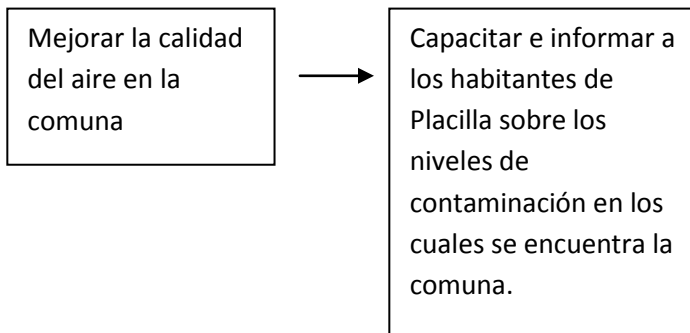 Mejorar la calidad
del aire en la
comuna
Capacitar e informar a
los habitantes de
Placilla sobre los
niveles de
contaminación en los
cuales se encuentra la
comuna.